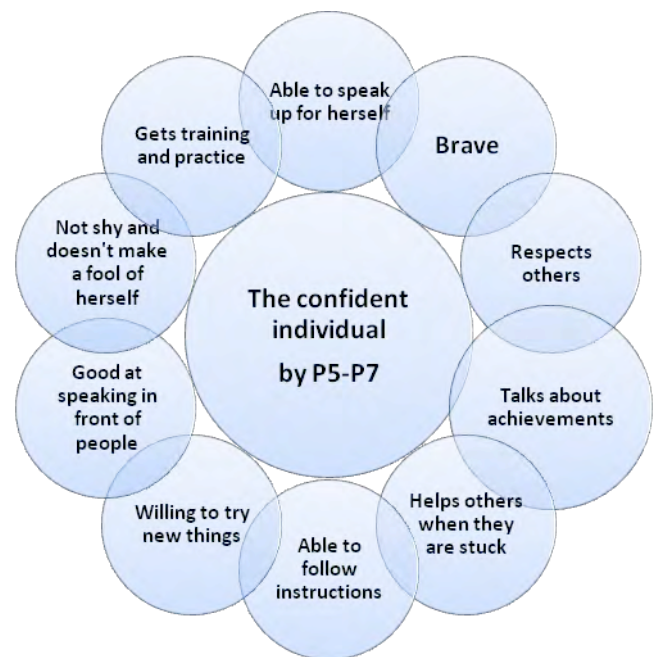 The confident
individual
by P5-P7
Able to speak
up for herself
Brave
Respects
others
Talks about
achievements
Helps others
when they
are stuck
Able to
follow
instructions
Willing to try
new things
Good at
speaking in
front of
people
Not shy and
doesn't make
a fool of
herself
Gets training
and practice